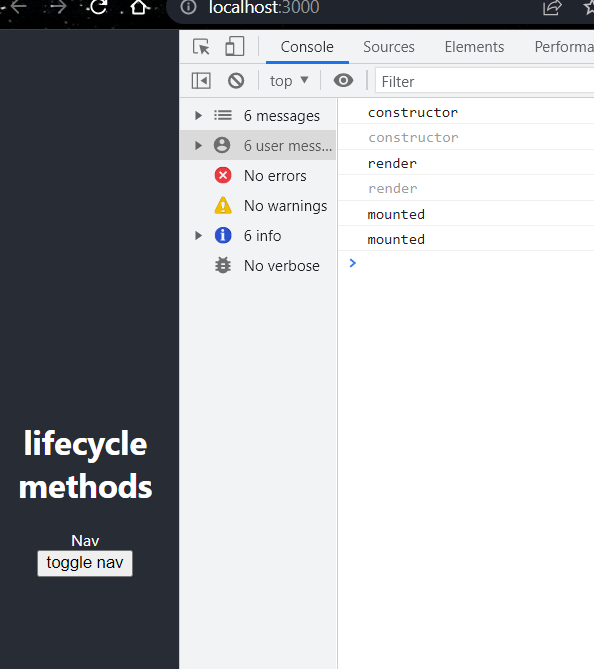 localhost:3000
Console Sources Elements Performa
top Filter
6 messages
6 user mess...
No errors
No warnings
6 info
No verbose
constructor
constructor
render
render
mounted
mounted
lifecycle
methods
Nav
toggle nav